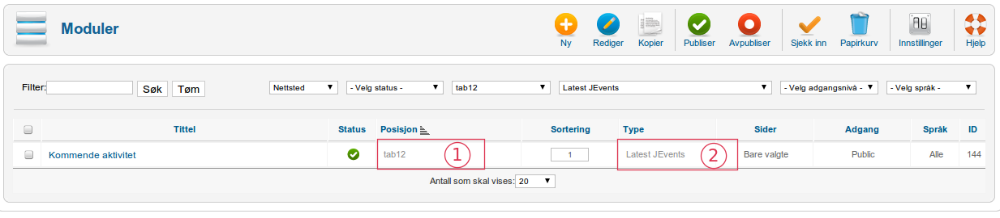 Moduler
Ny Rediger Kopier Publiser Avpubliser Sjekk inn Papirkurv Innstillinger Hjelp
Filter: Søk Tøm Nettsted - Velg status - tab12 Latest JEvents - Velg adgangsnivå - - Velg språk -
Tittel Status Posisjon Sortering Type Sider Adgang Språk ID
Kommende aktivitet tab12 1 1 Latest JEvents 2 Bare valgte Public Alle 144
Antall som skal vises: 20